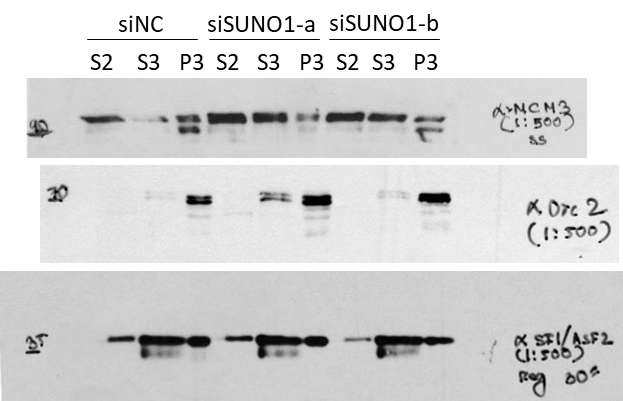 siNC siSUNO1-a siSUNO1-b
S2 S3 P3 S2 S3 P3 S2 S3 P3
90
α MCM3
(1:500)
ss
α Orc 2
(1:500)
35
α SF1/ASF2
(1:500)